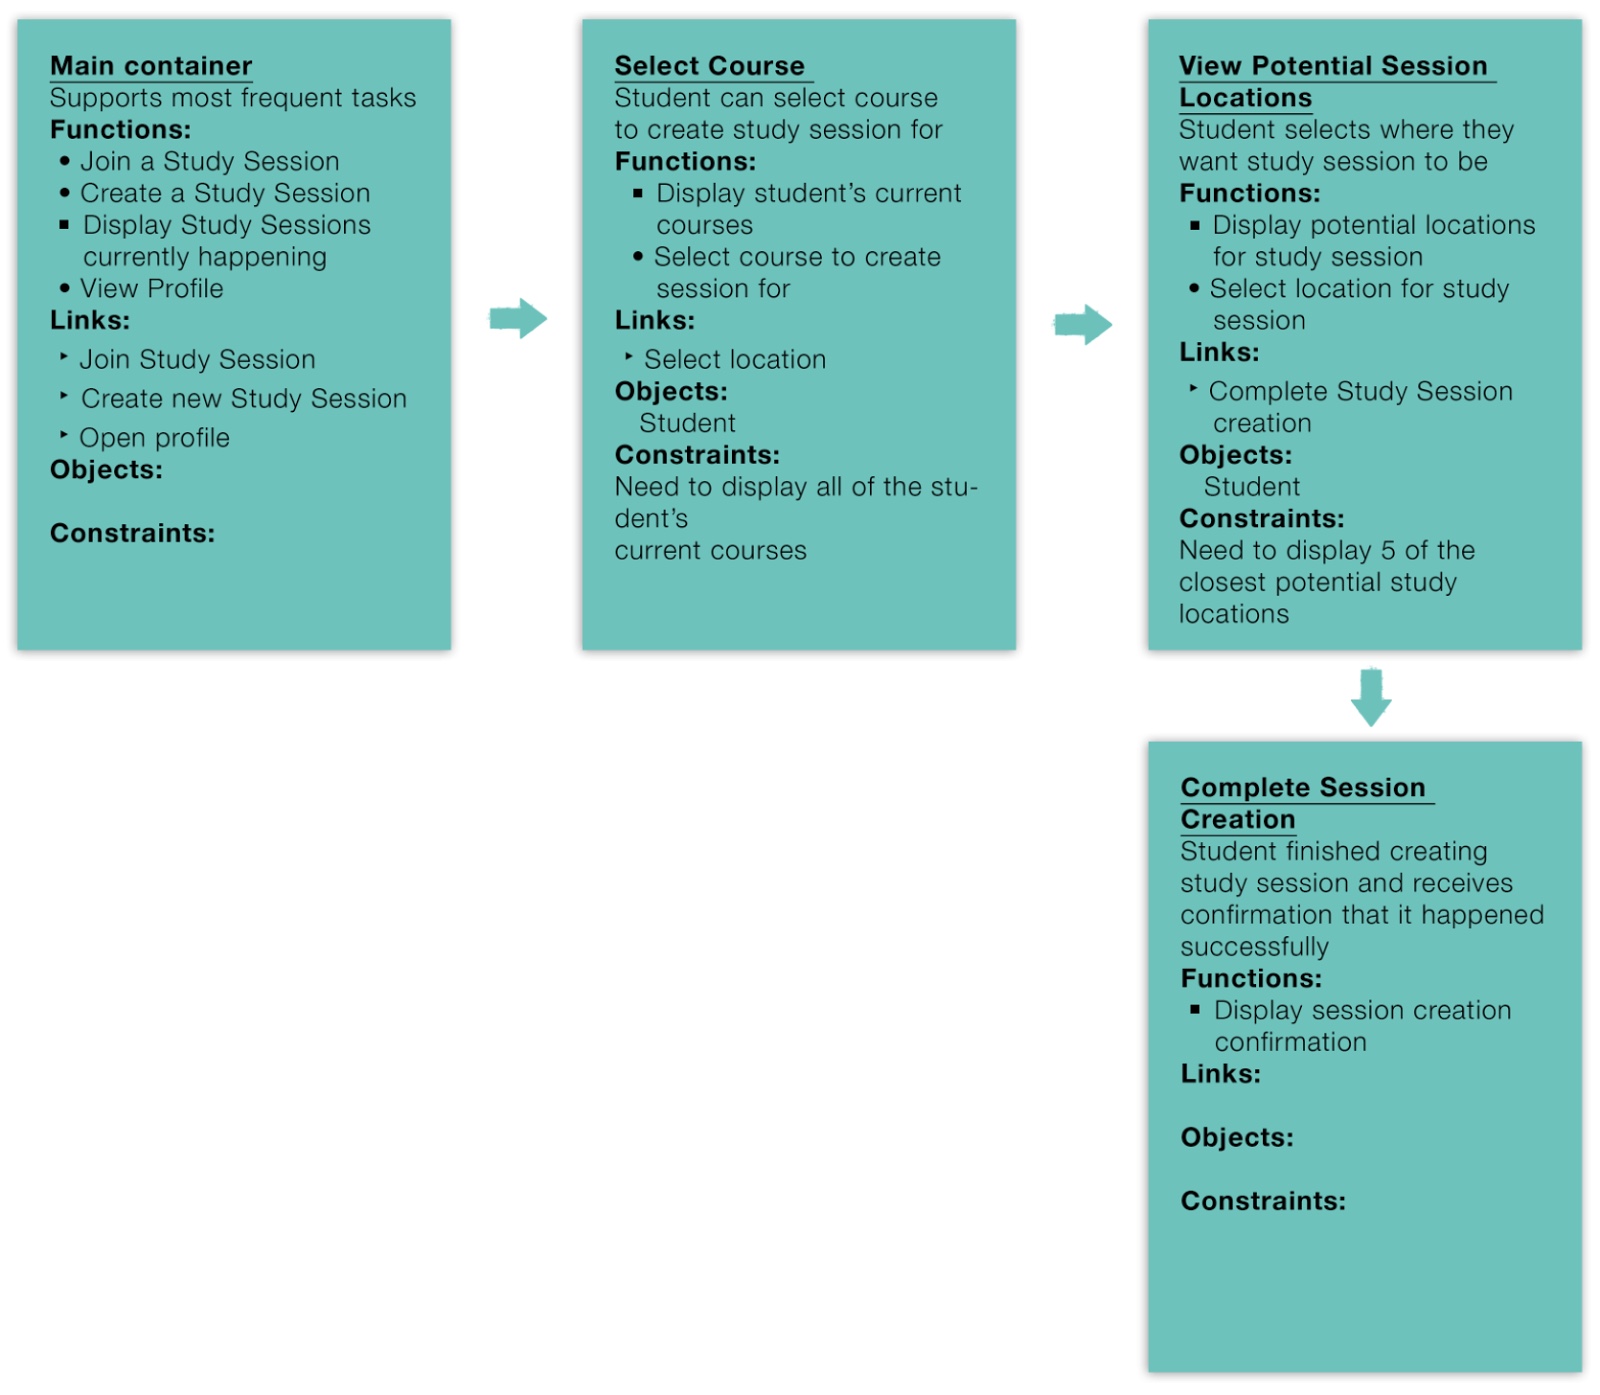 Main container
Supports most frequent tasks
Functions:
• Join a Study Session
• Create a Study Session
▪ Display Study Sessions
currently happening
• View Profile
Links:
‣ Join Study Session
‣ Create new Study Session
‣ Open profile
Objects:
Constraints:
Select Course
Student can select course
to create study session for
Functions:
▪ Display student’s current
courses
• Select course to create
session for
Links:
‣ Select location
Objects:
Student
Constraints:
Need to display all of the stu-
dent’s
current courses
View Potential Session
Locations
Student selects where they
want study session to be
Functions:
▪ Display potential locations
for study session
• Select location for study
session
Links:
‣ Complete Study Session
creation
Objects:
Student
Constraints:
Need to display 5 of the
closest potential study
locations
Complete Session
Creation
Student finished creating
study session and receives
confirmation that it happened
successfully
Functions:
▪ Display session creation
confirmation
Links:
Objects:
Constraints: